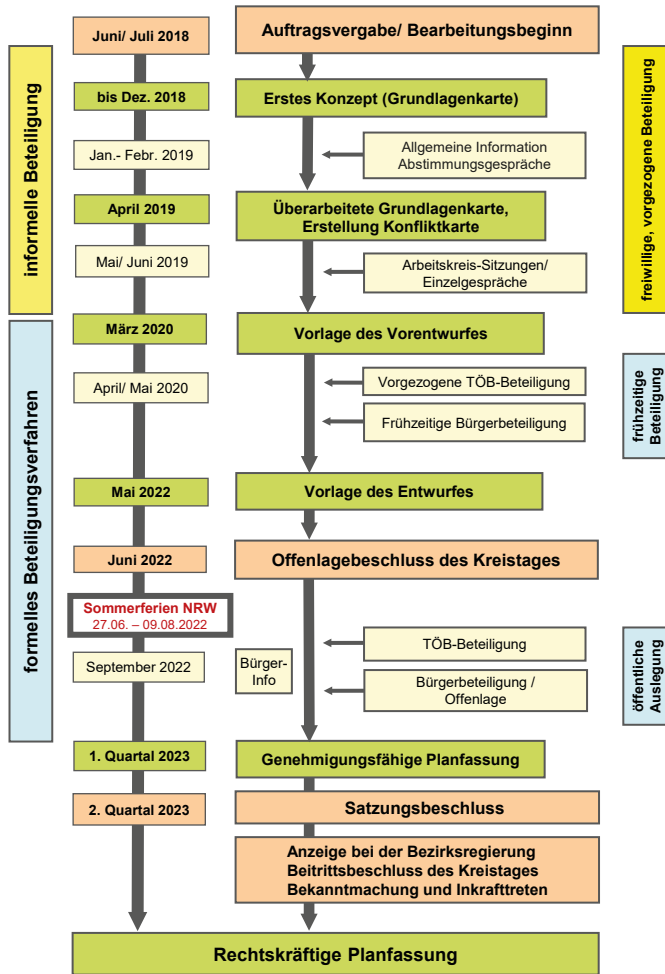 Juni/ Juli 2018
Auftragsvergabe/ Bearbeitungsbeginn
informelle Beteiligung
freiwillige, vorgezogene Beteiligung
bis Dez. 2018
Erstes Konzept (Grundlagenkarte)
Jan.- Febr. 2019
Allgemeine Information
Abstimmungsgespräche
April 2019
Überarbeitete Grundlagenkarte,
Erstellung Konfliktkarte
Mai/ Juni 2019
Arbeitskreis-Sitzungen/
Einzelgespräche
formelles Beteiligungsverfahren
März 2020
Vorlage des Vorentwurfes
frühzeitige
Beteiligung
April/ Mai 2020
Vorgezogene TÖB-Beteiligung
Frühzeitige Bürgerbeteiligung
Mai 2022
Vorlage des Entwurfes
Juni 2022
Offenlagebeschluss des Kreistages
Sommerferien NRW
27.06. – 09.08.2022
September 2022
Bürger-
Info
TÖB-Beteiligung
Bürgerbeteiligung /
Offenlage
öffentliche
Auslegung
1. Quartal 2023
Genehmigungsfähige Planfassung
2. Quartal 2023
Satzungsbeschluss
Anzeige bei der Bezirksregierung
Beitrittsbeschluss des Kreistages
Bekanntmachung und Inkrafttreten
Rechtskräftige Planfassung